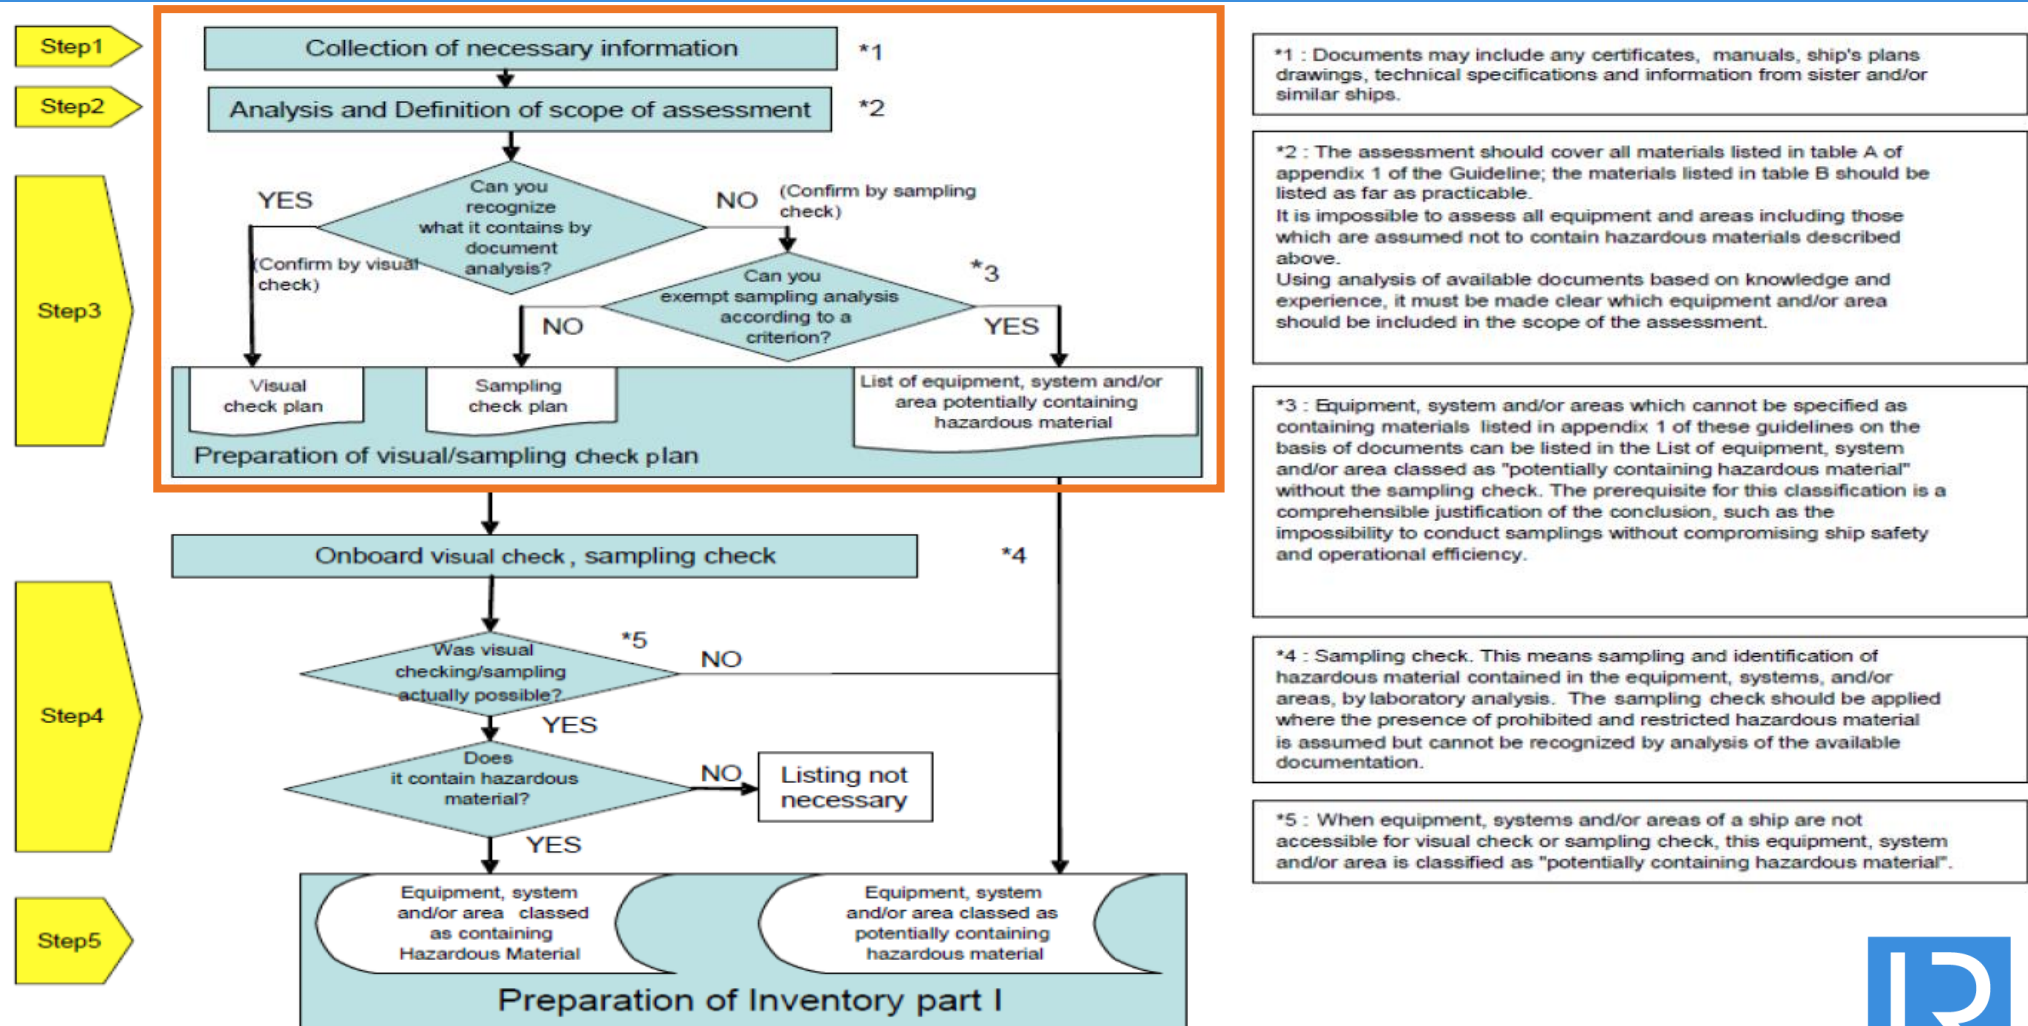 Step1
Collection of necessary information
*1
Step2
Analysis and Definition of scope of assessment
*2
Step3
Can you
recognize
what it contains by
document
analysis?
YES
(Confirm by visual
check)
NO
(Confirm by sampling
check)
Can you
exempt sampling analysis
according to a
criterion?
*3
NO
YES
Visual
check plan
Sampling
check plan
List of equipment, system and/or
area potentially containing
hazardous material
Preparation of visual/sampling check plan
Step4
Onboard visual check, sampling check
*4
Was visual
checking/sampling
actually possible?
*5
NO
YES
Does
it contain hazardous
material?
NO
Listing not
necessary
YES
Step5
Equipment, system
and/or area classed
as containing
Hazardous Material
Equipment, system
and/or area classed as
potentially containing
hazardous material
Preparation of Inventory part I
*1 : Documents may include any certificates, manuals, ship's plans
drawings, technical specifications and information from sister and/or
similar ships.
*2 : The assessment should cover all materials listed in table A of
appendix 1 of the Guideline; the materials listed in table B should be
listed as far as practicable.
It is impossible to assess all equipment and areas including those
which are assumed not to contain hazardous materials described
above.
Using analysis of available documents based on knowledge and
experience, it must be made clear which equipment and/or area
should be included in the scope of the assessment.
*3 : Equipment, system and/or areas which cannot be specified as
containing materials listed in appendix 1 of these guidelines on the
basis of documents can be listed in the List of equipment, system
and/or area classed as "potentially containing hazardous material"
without the sampling check. The prerequisite for this classification is a
comprehensible justification of the conclusion, such as the
impossibility to conduct samplings without compromising ship safety
and operational efficiency.
*4 : Sampling check. This means sampling and identification of
hazardous material contained in the equipment, systems, and/or
areas, by laboratory analysis. The sampling check should be applied
where the presence of prohibited and restricted hazardous material
is assumed but cannot be recognized by analysis of the available
documentation.
*5 : When equipment, systems and/or areas of a ship are not
accessible for visual check or sampling check, this equipment, system
and/or area is classified as "potentially containing hazardous material".
LR